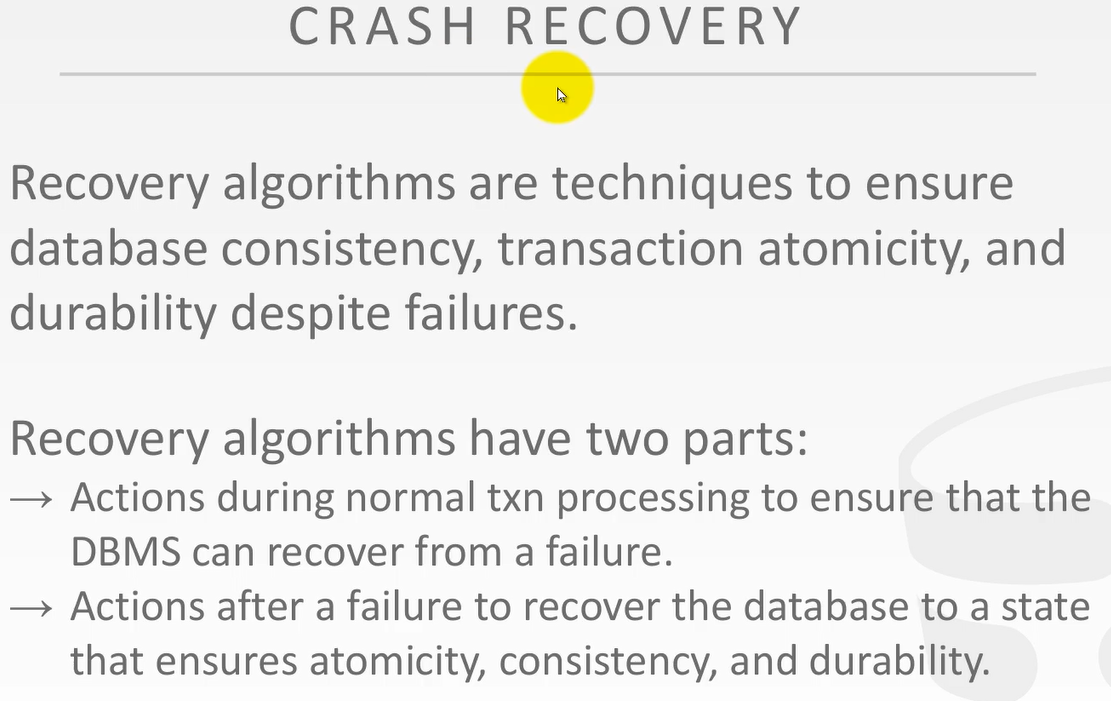 CRASH RECOVERY
Recovery algorithms are techniques to ensure
database consistency, transaction atomicity, and
durability despite failures.
Recovery algorithms have two parts:
→ Actions during normal txn processing to ensure that the
DBMS can recover from a failure.
→ Actions after a failure to recover the database to a state
that ensures atomicity, consistency, and durability.